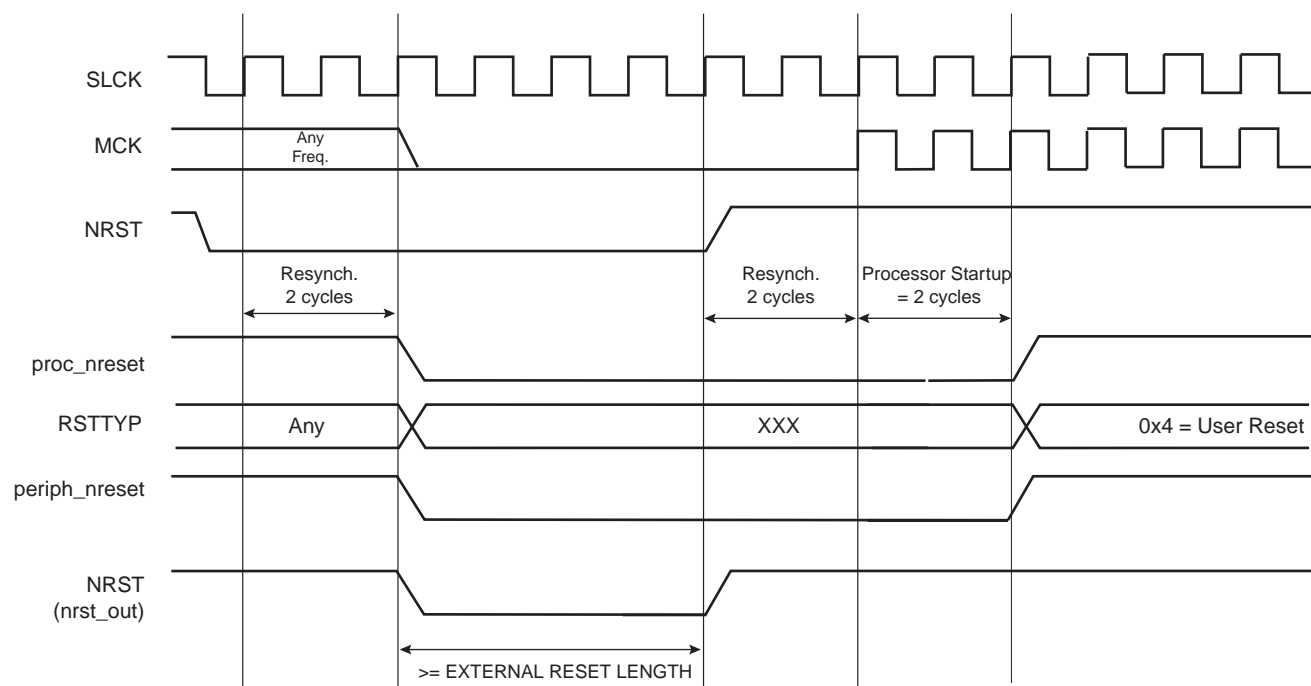 SLCK
MCK
Any
Freq.
NRST
Resynch.
2 cycles
Resynch.
2 cycles
Processor Startup
= 2 cycles
proc_nreset
RSTTYP
Any
XXX
0x4 = User Reset
periph_nreset
NRST
(nrst_out)
>= EXTERNAL RESET LENGTH